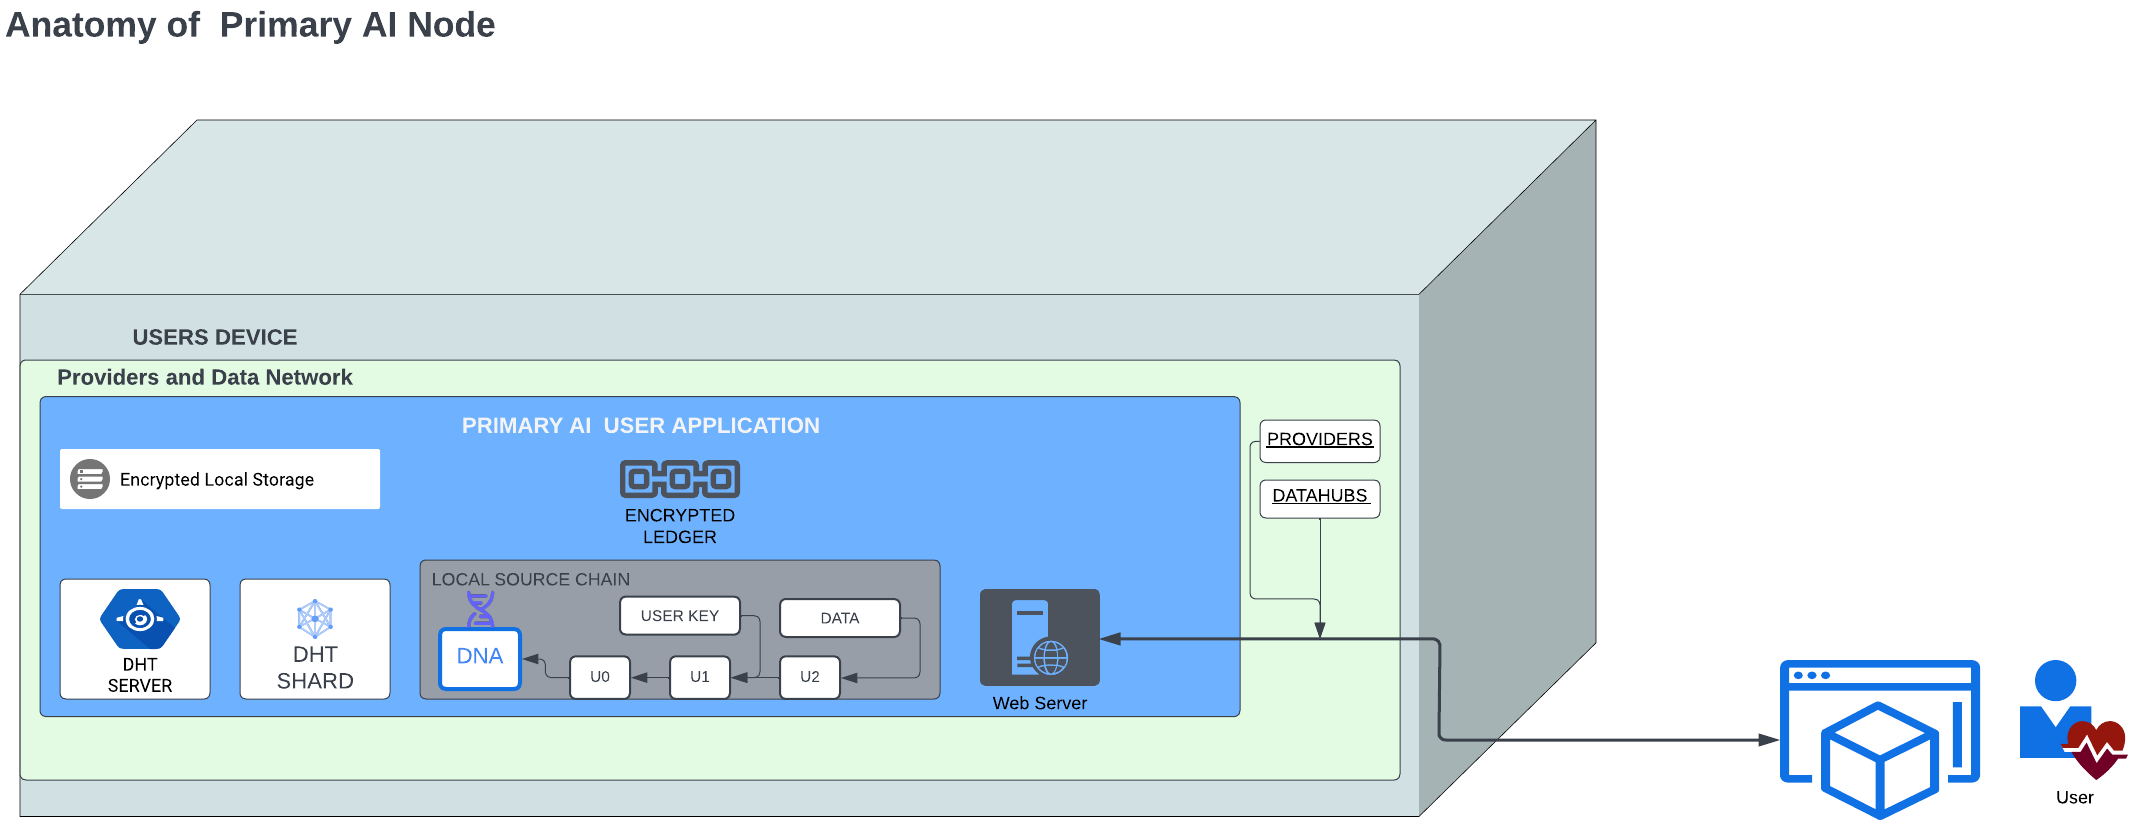 Anatomy of  Primary AI Node
USERS DEVICE
Providers and Data Network
PRIMARY AI  USER APPLICATION
PROVIDERS
Encrypted Local Storage
DATAHUBS
ENCRYPTED
LEDGER
LOCAL SOURCE CHAIN
USER KEY
DATA
DHT
SERVER
DHT
SHARD
DNA
U0
U1
U2
Web Server
User